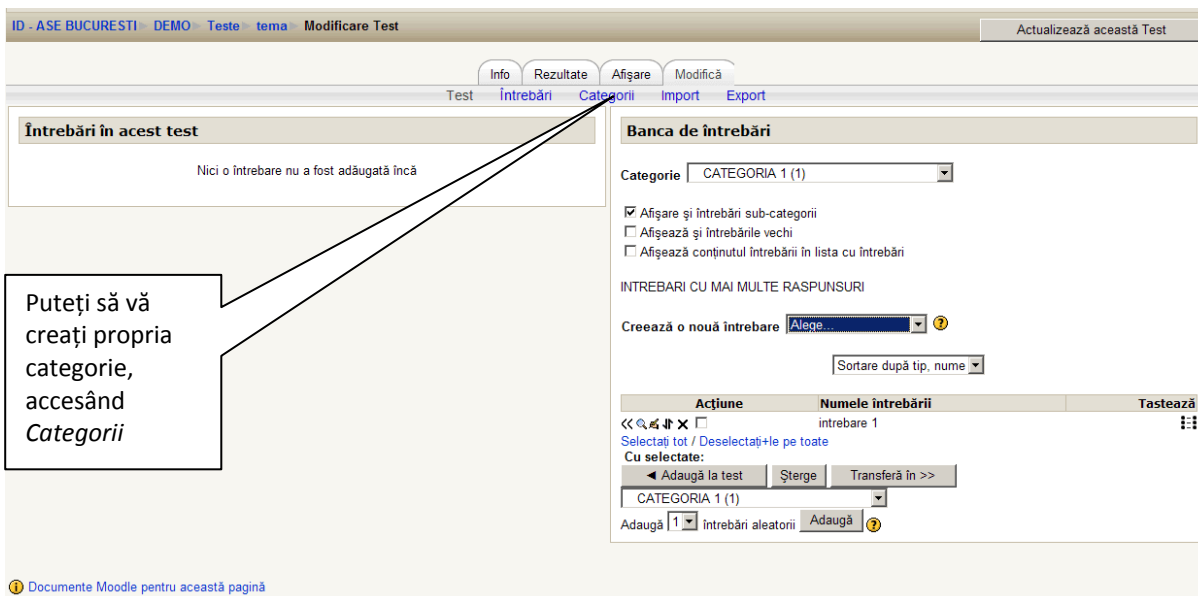 ID - ASE BUCURESTI ► DEMO ► Teste ► tema ► Modificare Test
Actualizează această Test
Info Rezultate Afişare Modifică
Test Întrebări Categorii Import Export
Întrebări în acest test
Nici o întrebare nu a fost adăugată încă
Puteți să vă
creați propria
categorie,
accesând
Categorii
Banca de întrebări
Categorie CATEGORIA 1 (1)
Afişare şi întrebări sub-categorii
Afişează şi întrebările vechi
Afişează conţinutul întrebării în lista cu întrebări
INTREBARI CU MAI MULTE RASPUNSURI
Creează o nouă întrebare Alege...
Sortare după tip, nume
Acţiune Numele întrebării Tastează
intrebare 1
Selectaţi tot / Deselectaţi+le pe toate
Cu selectate:
◄ Adaugă la test Şterge Transferă în >>
CATEGORIA 1 (1)
Adaugă 1 întrebări aleatorii Adaugă
Documente Moodle pentru această pagină